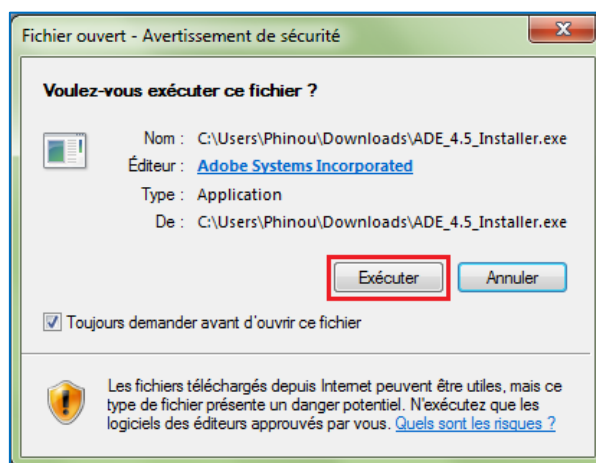 Fichier ouvert - Avertissement de sécurité
Voulez-vous exécuter ce fichier ?
Nom : C:\Users\Phinou\Downloads\ADE_4.5_Installer.exe
Éditeur : Adobe Systems Incorporated
Type : Application
De : C:\Users\Phinou\Downloads\ADE_4.5_Installer.exe
Exécuter Annuler
Toujours demander avant d'ouvrir ce fichier
Les fichiers téléchargés depuis Internet peuvent être utiles, mais ce
type de fichier présente un danger potentiel. N'exécutez que les
logiciels des éditeurs approuvés par vous. Quels sont les risques ?